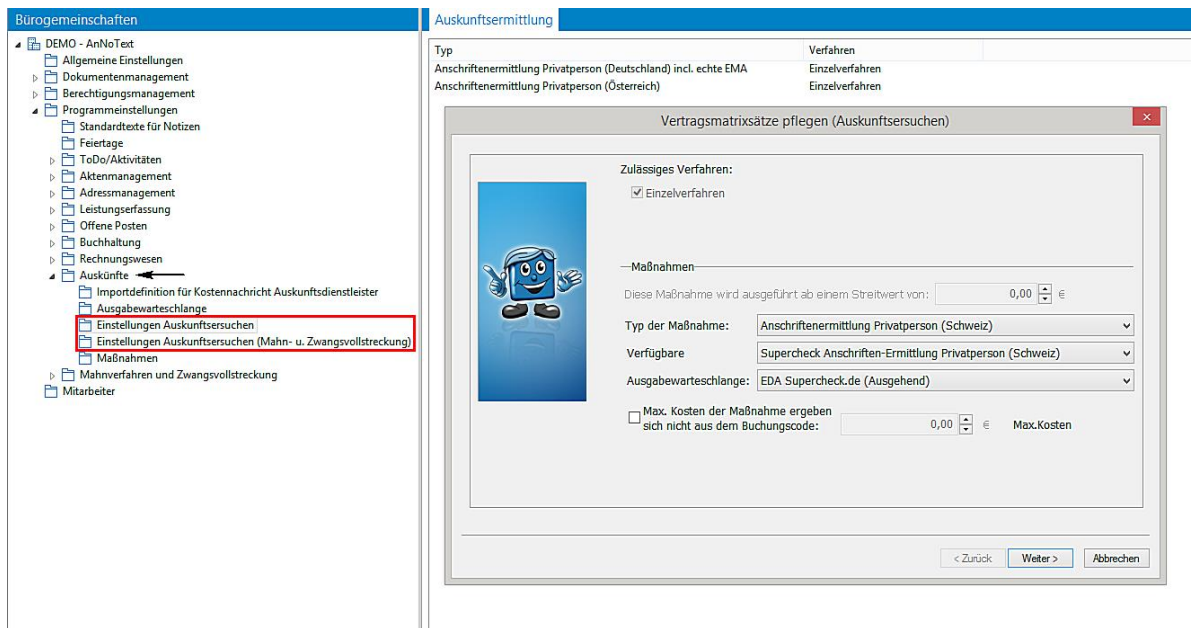 Bürogemeinschaften
DEMO - AnNoText
Allgemeine Einstellungen
Dokumentenmanagement
Berechtigungsmanagement
Programmeinstellungen
Standardtexte für Notizen
Feiertage
ToDo/Aktivitäten
Aktenmanagement
Adressmanagement
Leistungserfassung
Offene Posten
Buchhaltung
Rechnungswesen
Auskünfte
Importdefinition für Kostennachricht Auskunftsdienstleister
Ausgabewarteschlange
Einstellungen Auskunftsersuchen
Einstellungen Auskunftsersuchen (Mahn- u. Zwangsvollstreckung)
Maßnahmen
Mahnverfahren und Zwangsvollstreckung
Mitarbeiter
Auskunftsermittlung
Typ Verfahren
Anschriftenermittlung Privatperson (Deutschland) incl. echte EMA Einzelverfahren
Anschriftenermittlung Privatperson (Österreich) Einzelverfahren
Vertragsmatrixsätze pflegen (Auskunftsersuchen)
Zulässiges Verfahren:
Einzelverfahren
Maßnahmen
Diese Maßnahme wird ausgeführt ab einem Streitwert von: 0,00 €
Typ der Maßnahme: Anschriftenermittlung Privatperson (Schweiz)
Verfügbare Supercheck Anschriften-Ermittlung Privatperson (Schweiz)
Ausgabewarteschlange: EDA Supercheck.de (Ausgehend)
Max. Kosten der Maßnahme ergeben
sich nicht aus dem Buchungscode: 0,00 € Max.Kosten
< Zurück Weiter > Abbrechen